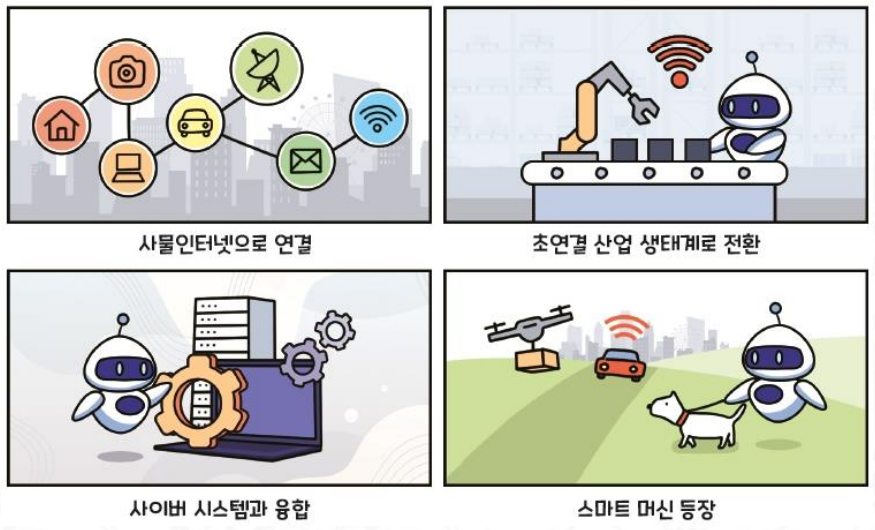 사물인터넷으로 연결
초연결 산업 생태계로 전환
사이버 시스템과 융합
스마트 머신 등장